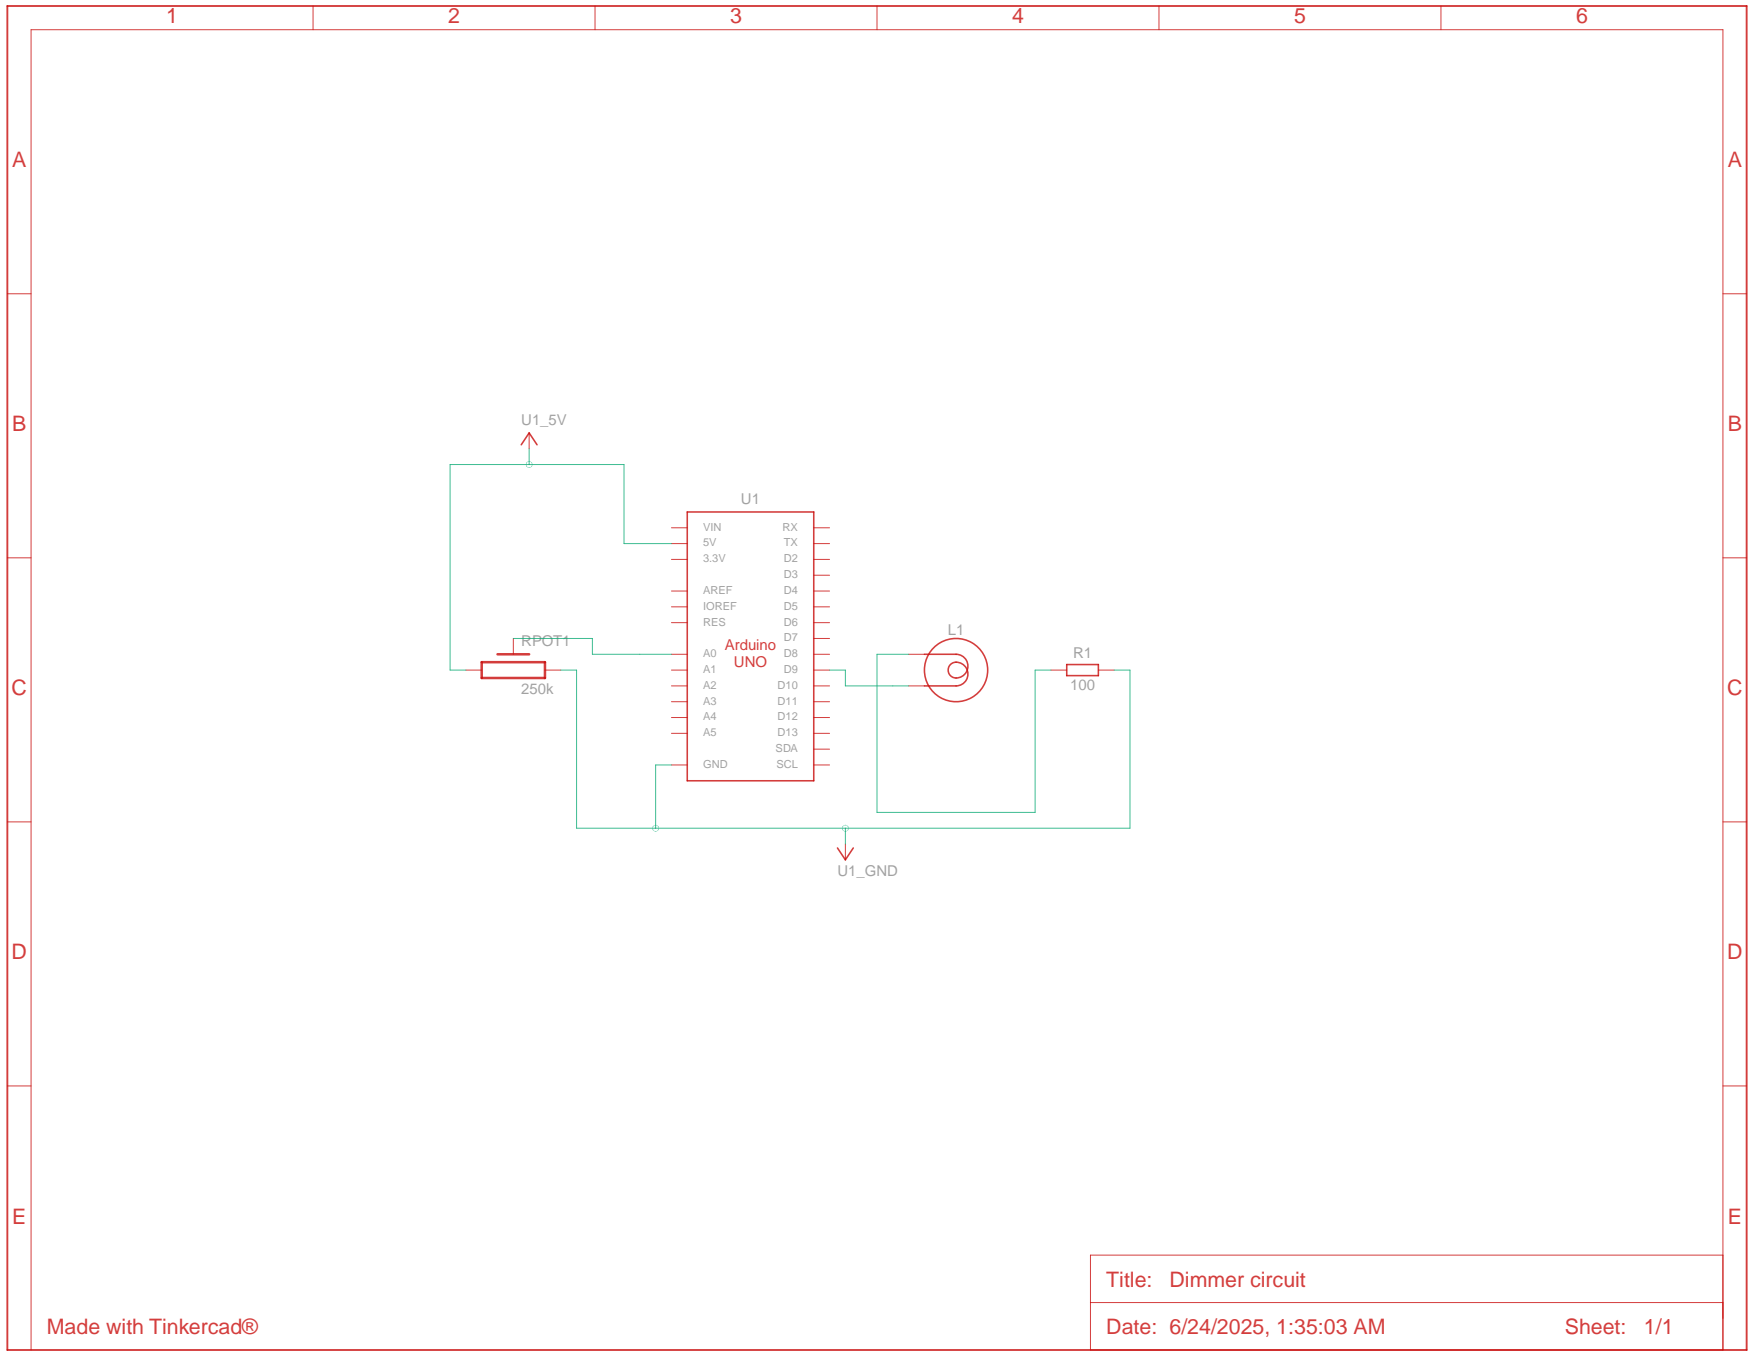 1 2 3 4 5 6
A A
B B
U1_5V
U1
VIN RX
5V TX
3.3V D2
D3
AREF D4
IOREF D5
RES D6
D7
RPOT1
250k
A0 D8
A1 D9
A2 D10
A3 D11
A4 D12
A5 D13
SDA
GND SCL
Arduino
UNO
L1
R1
100
C C
U1_GND
D D
E E
Title: Dimmer circuit
Date: 6/24/2025, 1:35:03 AM Sheet: 1/1
Made with Tinkercad®